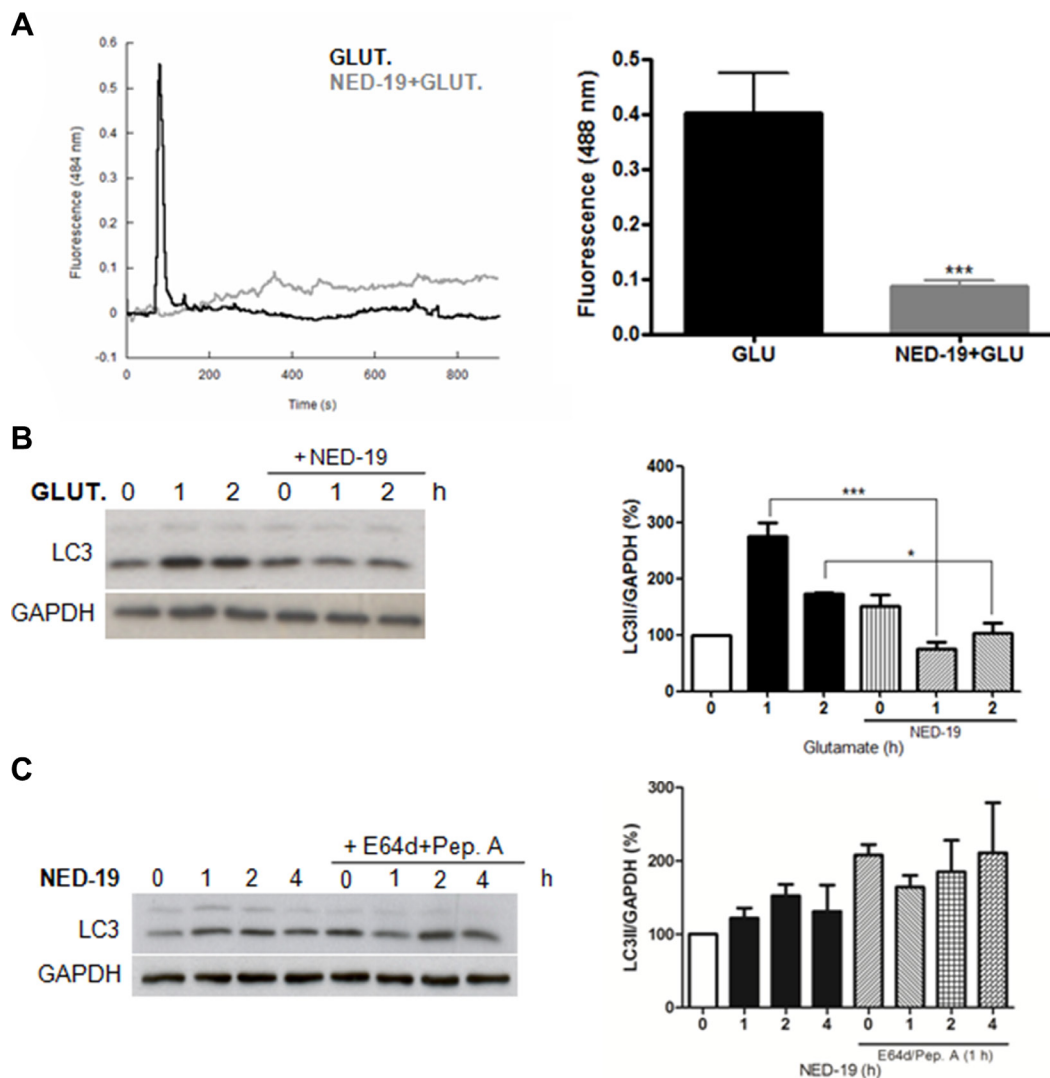 A
GLUT.
NED-19+GLUT.
Fluorescence (484 nm)
0.6
0.5
0.4
0.3
0.2
0.1
0
-0.1
0 200 400 600 800
Time (s)
Fluorescence (488 nm)
0.5
0.4
0.3
0.2
0.1
0.0
***
GLU NED-19+GLU
B
+ NED-19
GLUT. 0 1 2 0 1 2 h
LC3
GAPDH
LC3II/GAPDH (%)
400
300
200
100
0
***
*
0 1 2 0 1 2
NED-19
Glutamate (h)
C
+ E64d+Pep. A
NED-19 0 1 2 4 0 1 2 4 h
LC3
GAPDH
LC3II/GAPDH (%)
300
200
100
0
0 1 2 4 0 1 2 4
E64d/Pep. A (1 h)
NED-19 (h)